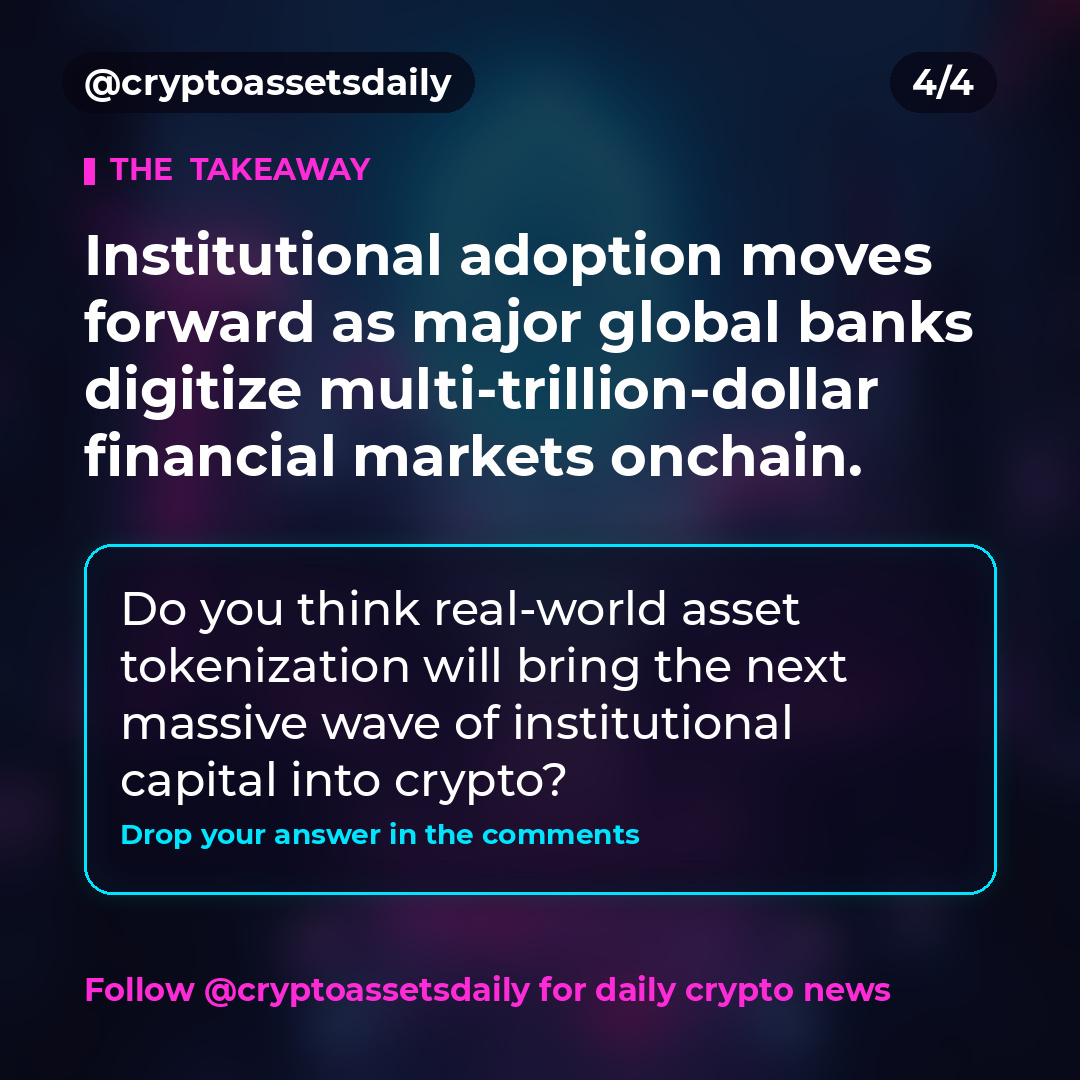 @cryptoassetsdaily
4/4
THE TAKEAWAY
Institutional adoption moves
forward as major global banks
digitize multi-trillion-dollar
financial markets onchain.
Do you think real-world asset
tokenization will bring the next
massive wave of institutional
capital into crypto?
Drop your answer in the comments
Follow @cryptoassetsdaily for daily crypto news